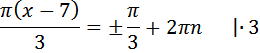 π(x − 7)/3 = ± π/3 + 2πn |· 3